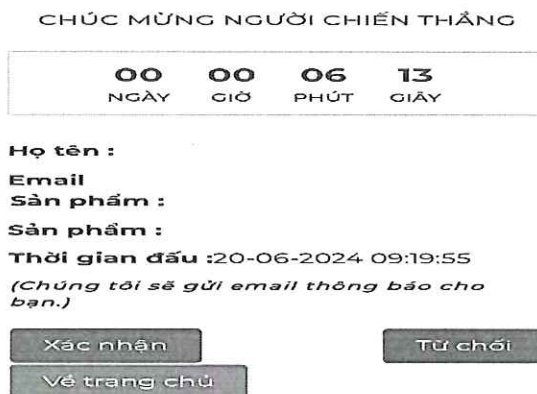 CHÚC MỪNG NGƯỜI CHIẾN THẮNG
00 00 06 13
NGÀY GIỜ PHÚT GIÂY
Họ tên :
Email
Sản phẩm :
Sản phẩm :
Thời gian đấu :20-06-2024 09:19:55
(Chúng tôi sẽ gửi email thông báo cho
bạn.)
Xác nhận Từ chối
Về trang chủ